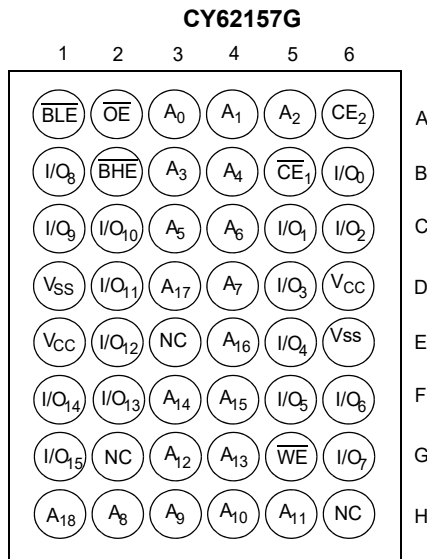 CY62157G
1 2 3 4 5 6
BLE OE A0 A1 A2 CE2 A
I/O8 BHE A3 A4 CE1 I/O0 B
I/O9 I/O10 A5 A6 I/O1 I/O2 C
VSS I/O11 A17 A7 I/O3 VCC D
VCC I/O12 NC A16 I/O4 Vss E
I/O14 I/O13 A14 A15 I/O5 I/O6 F
I/O15 NC A12 A13 WE I/O7 G
A18 A8 A9 A10 A11 NC H